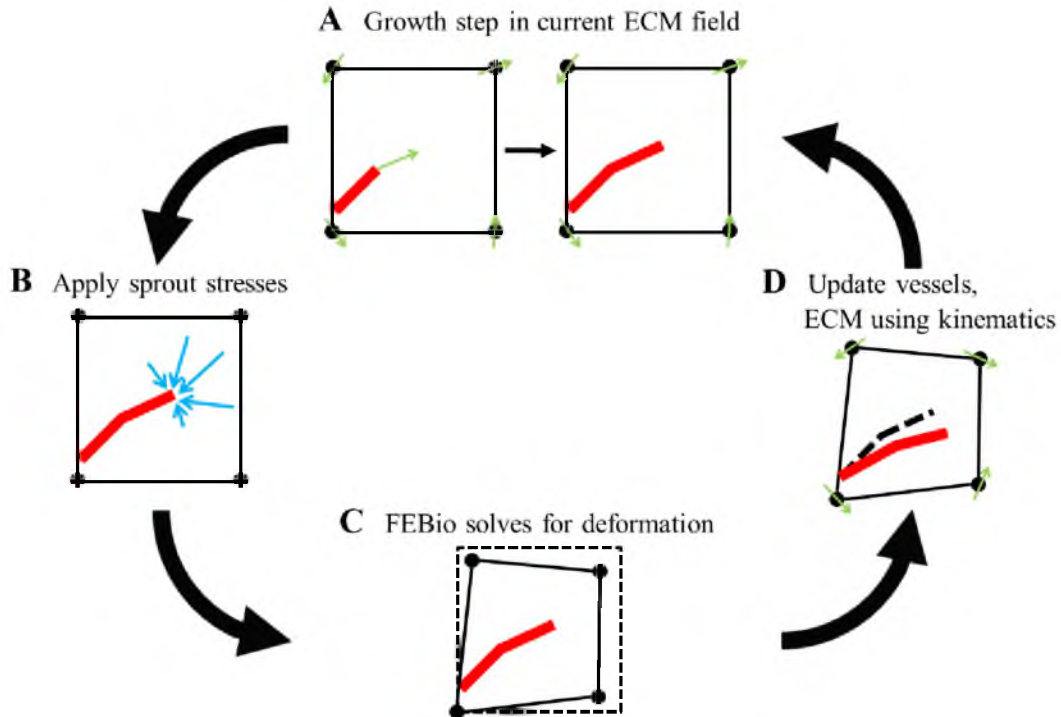 A Growth step in current ECM field
B Apply sprout stresses
D Update vessels,
ECM using kinematics
C FEBio solves for deformation